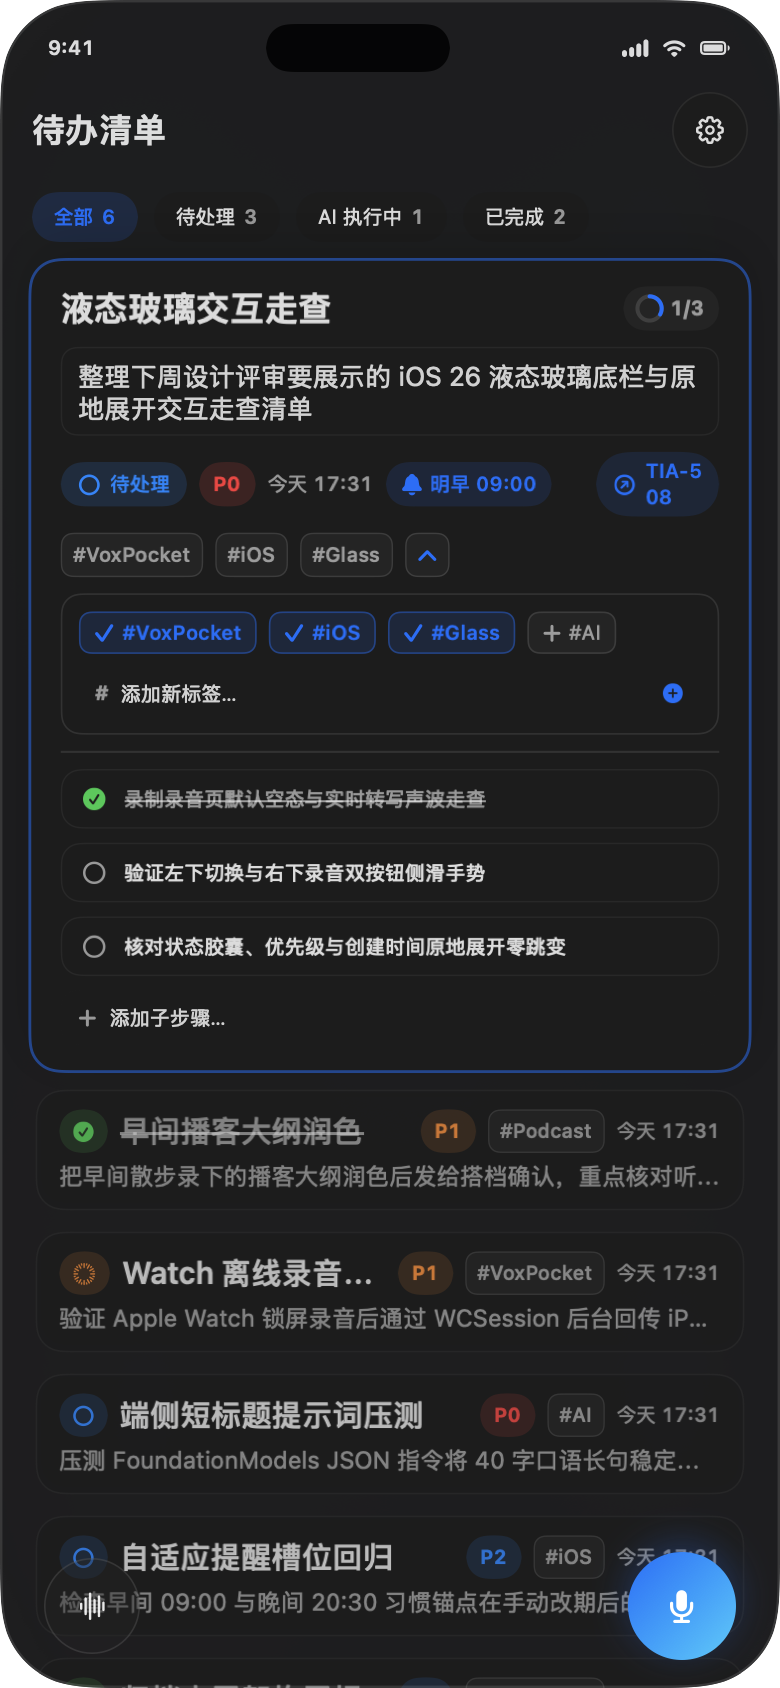 9:41
待办清单
全部 6 待处理 3 AI 执行中 1 已完成 2
液态玻璃交互走查 1/3
整理下周设计评审要展示的 iOS 26 液态玻璃底栏与原
地展开交互走查清单
待处理 P0 今天 17:31 明早 09:00 TIA-5
08
#VoxPocket #iOS #Glass
#VoxPocket #iOS #Glass #AI
# 添加新标签...
录制录音页默认空态与实时转写声波走查
验证左下切换与右下录音双按钮侧滑手势
核对状态胶囊、优先级与创建时间原地展开零跳变
添加子步骤...
早间播客大纲润色 P1 #Podcast 今天 17:31
把早间散步录下的播客大纲润色后发给搭档确认，重点核对听...
Watch 离线录音... P1 #VoxPocket 今天 17:31
验证 Apple Watch 锁屏录音后通过 WCSession 后台回传 iP...
端侧短标题提示词压测 P0 #AI 今天 17:31
压测 FoundationModels JSON 指令将 40 字口语长句稳定...
自适应提醒槽位回归 P2 #iOS 今天 17:31
检查早间 09:00 与晚间 20:30 习惯锚点在手动改期后的